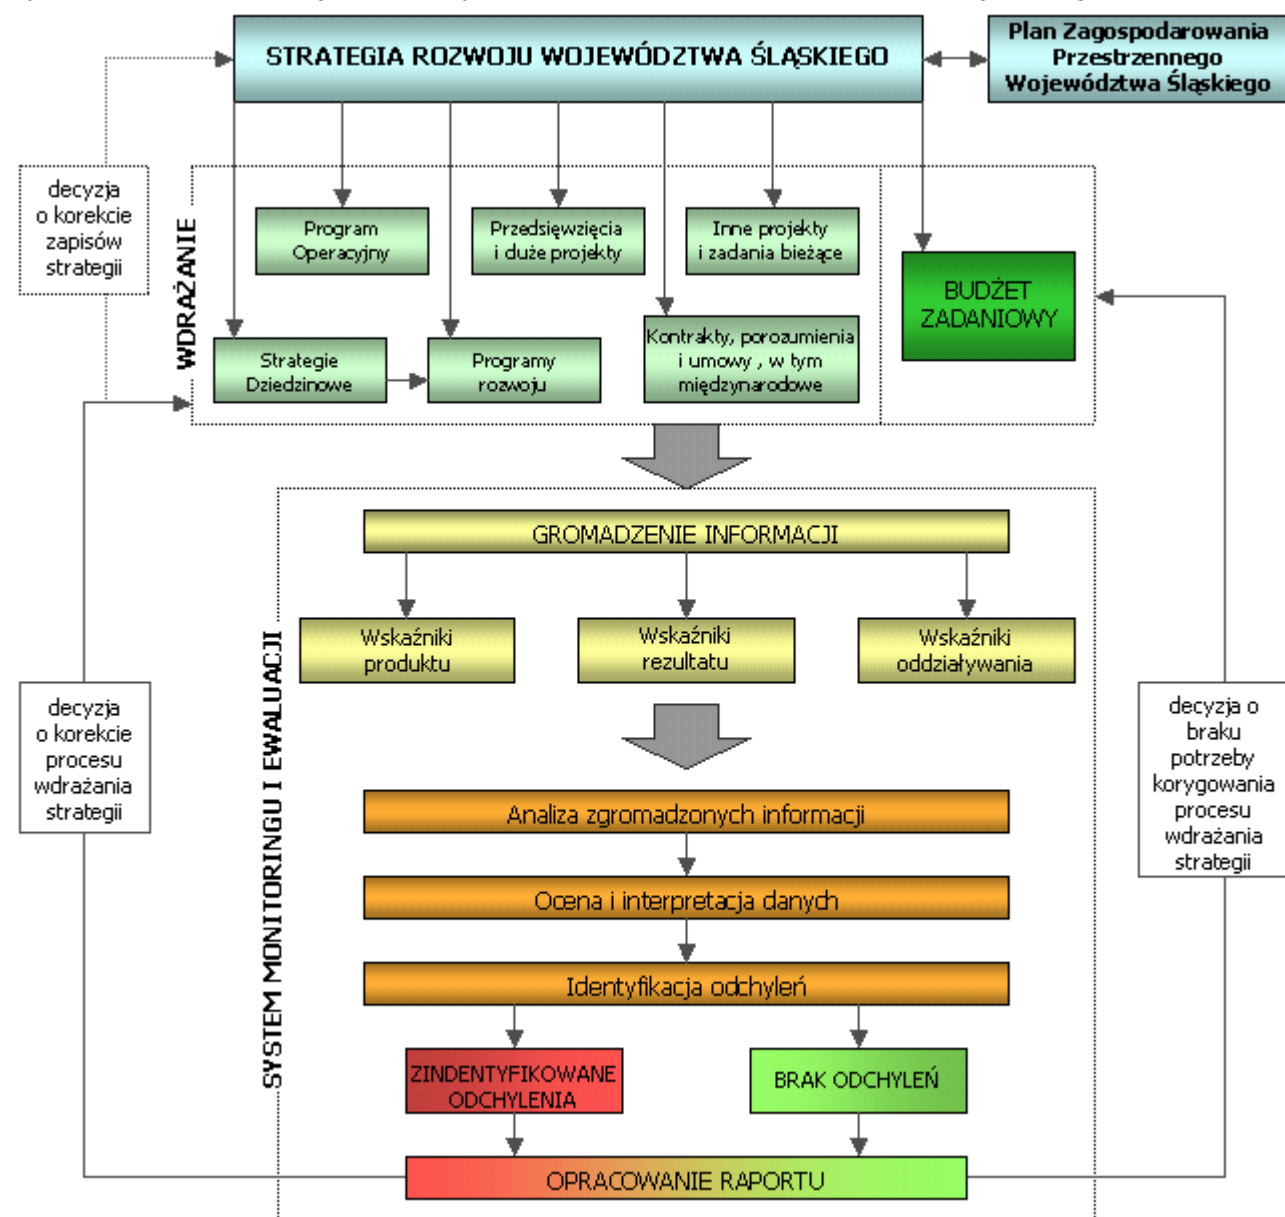 STRATEGIA ROZWOJU WOJEWÓDZTWA ŚLĄSKIEGO
Plan Zagospodarowania
Przestrzennego
Województwa Śląskiego
decyzja
o korekcie
zapisów
strategii
WDRAŻANIE
Program
Operacyjny
Przedsięwzięcia
i duże projekty
Inne projekty
i zadania bieżące
BUDŻET
ZADANIOWY
Strategie
Dziedzinowe
Programy
rozwoju
Kontrakty, porozumienia
i umowy , w tym
międzynarodowe
SYSTEM MONITORINGU I EWALUACJI
GROMADZENIE INFORMACJI
Wskaźniki
produktu
Wskaźniki
rezultatu
Wskaźniki
oddziaływania
decyzja
o korekcie
procesu
wdrażania
strategii
decyzja o
braku
potrzeby
korygowania
procesu
wdrażania
strategii
Analiza zgromadzonych informacji
Ocena i interpretacja danych
Identyfikacja odchyleń
ZINDENTYFIKOWANE
ODCHYLENIA
BRAK ODCHYLEŃ
OPRACOWANIE RAPORTU